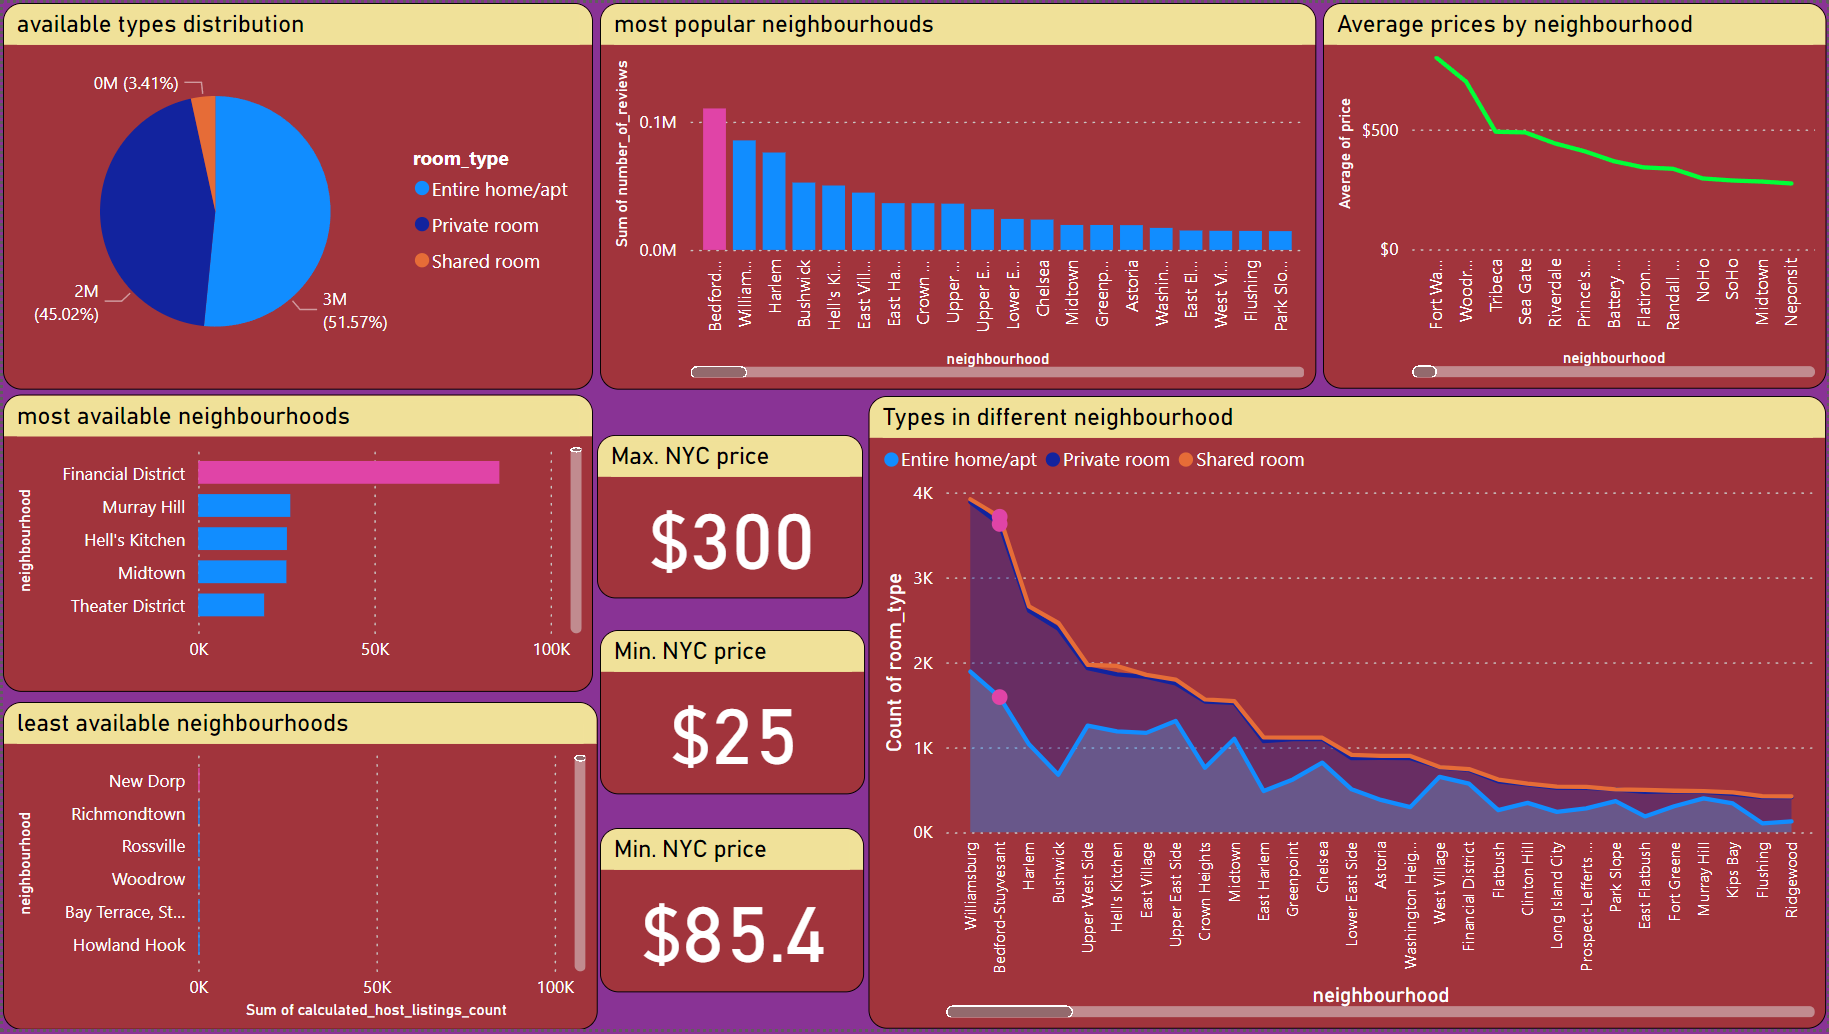 available types distribution
0M (3.41%)
2M
(45.02%)
3M
(51.57%)
room_type
Entire home/apt
Private room
Shared room
most popular neighbourhouds
Sum of number_of_reviews
0.1M
0.0M
Bedford...
William...
Harlem
Bushwick
Hell's Ki...
East Vill...
East Ha...
Crown ...
Upper ...
Upper E...
Lower E...
Chelsea
Midtown
Greenp...
Astoria
Washin...
East El...
West Vi...
Flushing
Park Slo...
neighbourhood
Average prices by neighbourhood
Average of price
$500
$0
Fort Wa...
Woodr...
Tribeca
Sea Gate
Riverdale
Prince's...
Battery ...
Flatiron...
Randall ...
NoHo
SoHo
Midtown
Neponsit
neighbourhood
most available neighbourhoods
neighbourhood
Financial District
Murray Hill
Hell's Kitchen
Midtown
Theater District
0K
50K
100K
least available neighbourhoods
neighbourhood
New Dorp
Richmondtown
Rossville
Woodrow
Bay Terrace, St...
Howland Hook
0K
50K
100K
Sum of calculated_host_listings_count
Max. NYC price
$300
Min. NYC price
$25
Min. NYC price
$85.4
Types in different neighbourhood
Entire home/apt
Private room
Shared room
Count of room_type
4K
3K
2K
1K
0K
Williamsburg
Bedford-Stuyvesant
Harlem
Bushwick
Upper West Side
Hell's Kitchen
East Village
Upper East Side
Crown Heights
Midtown
East Harlem
Greenpoint
Chelsea
Lower East Side
Astoria
Washington Heig...
West Village
Financial District
Flatbush
Clinton Hill
Long Island City
Prospect-Lefferts ...
Park Slope
East Flatbush
Fort Greene
Murray Hill
Kips Bay
Flushing
Ridgewood
neighbourhood